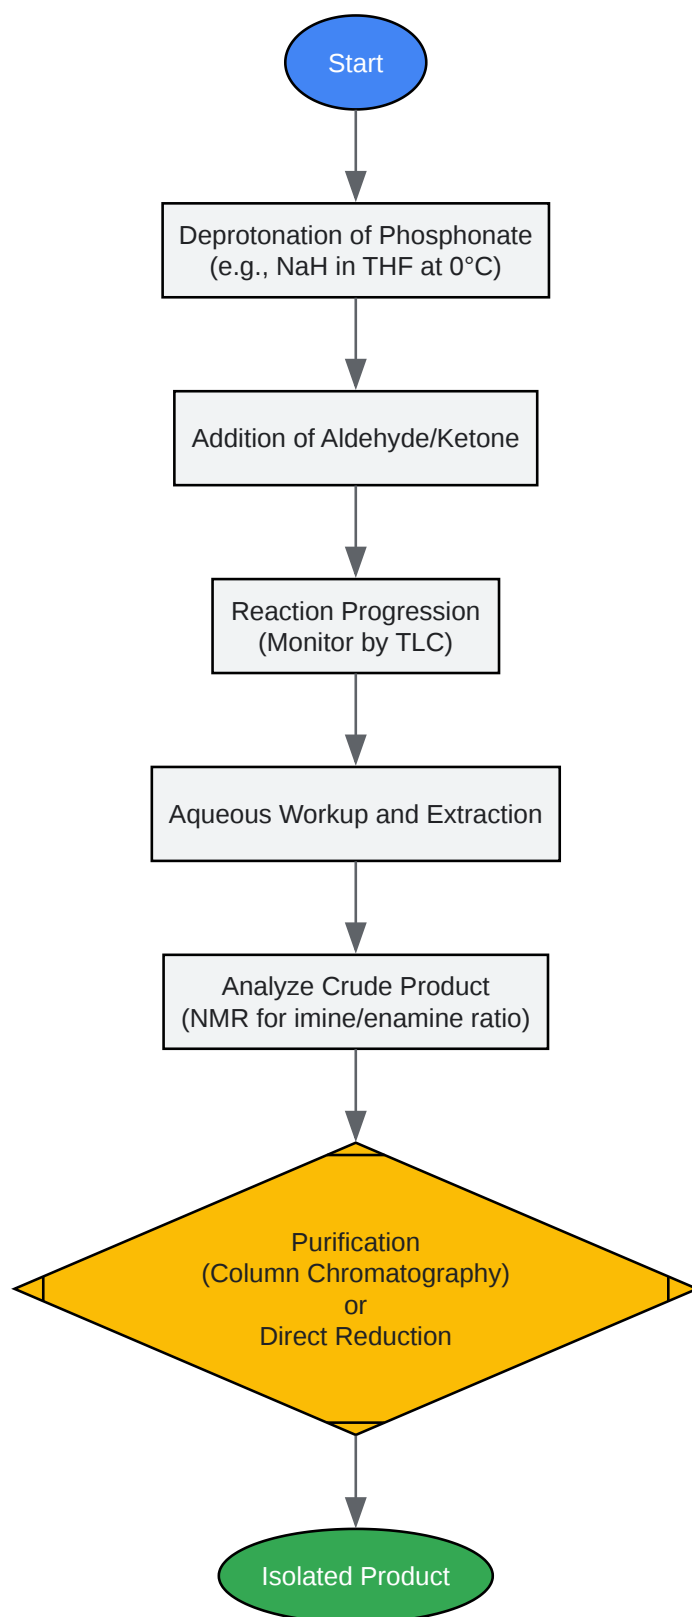 Start
Deprotonation of Phosphonate
(e.g., NaH in THF at 0°C)
Addition of Aldehyde/Ketone
Reaction Progression
(Monitor by TLC)
Aqueous Workup and Extraction
Analyze Crude Product
(NMR for imine/enamine ratio)
Purification
(Column Chromatography)
or
Direct Reduction
Isolated Product